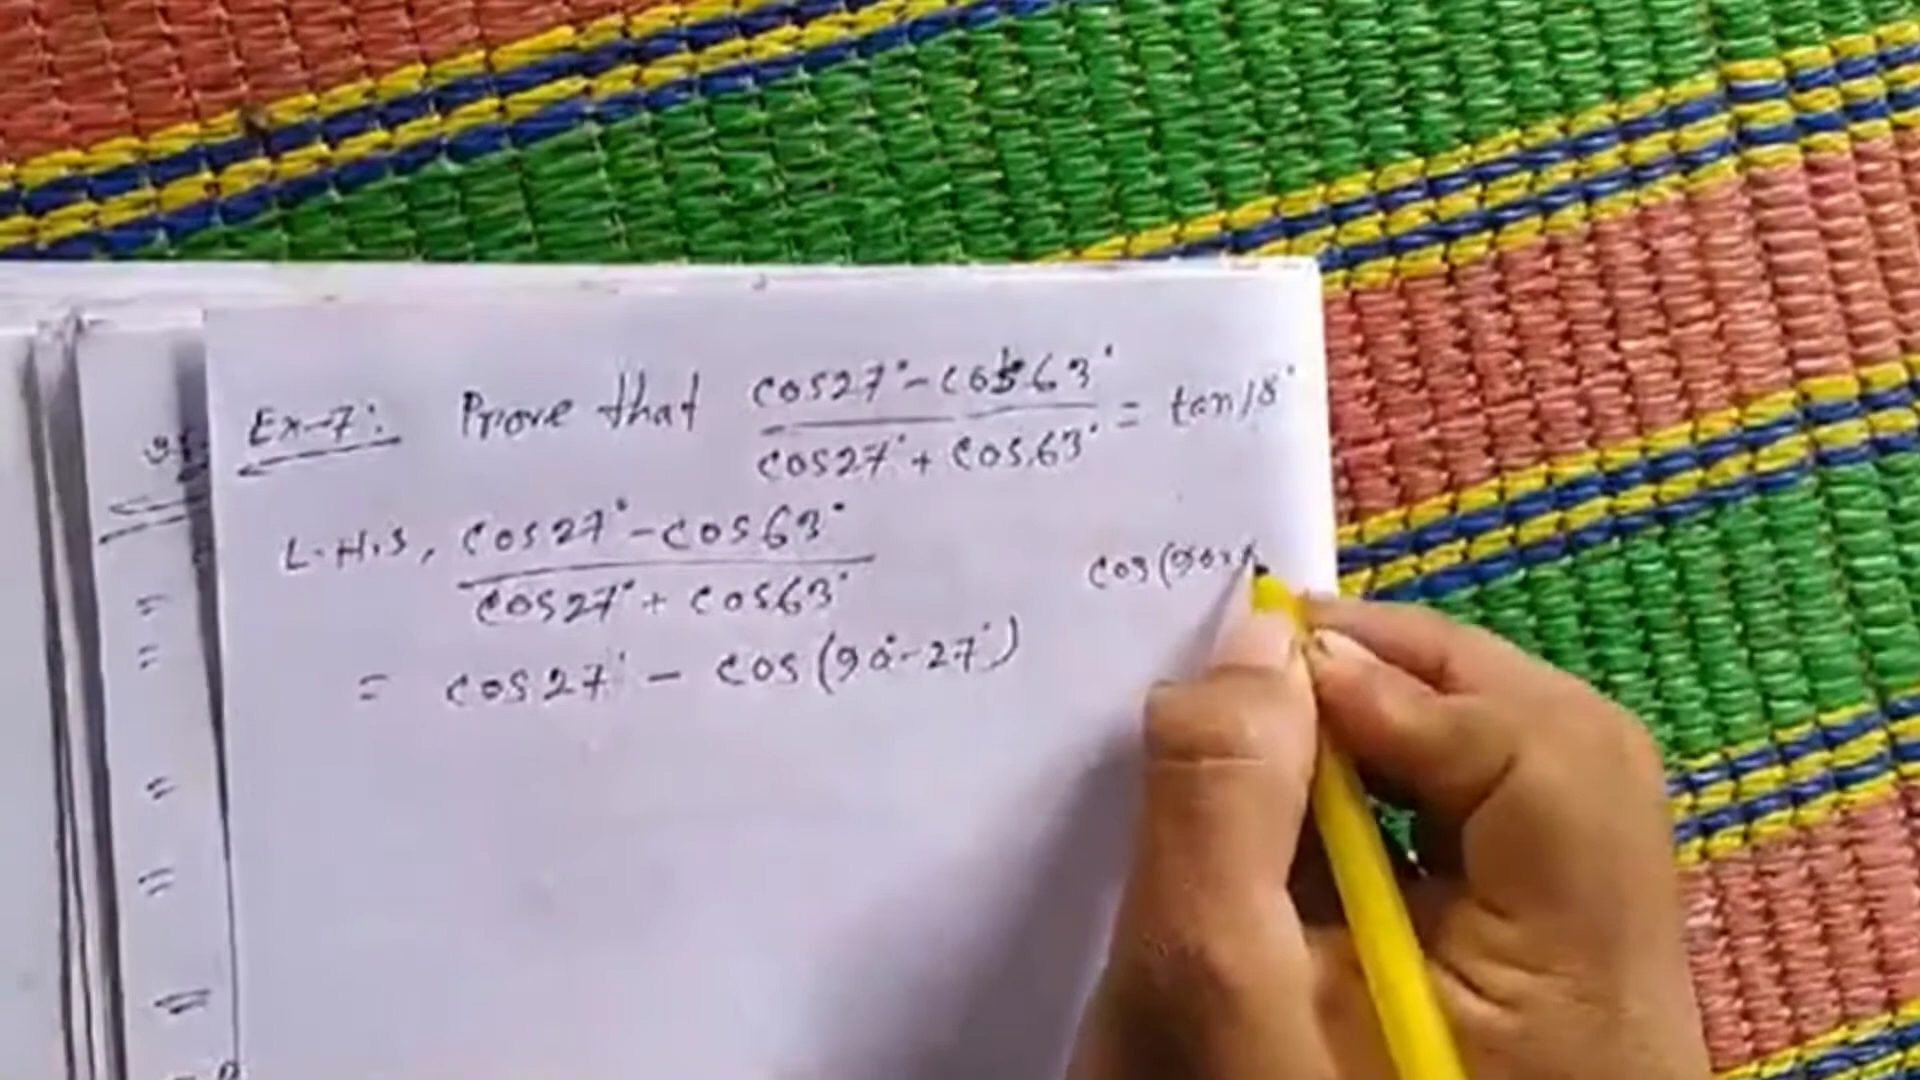 Ex-7: Prove that cos27° - cos63° / cos27° + cos63° = tan18°
L.H.S, cos27° - cos63° / cos27° + cos63°
cos(90×
= cos27° - cos(90° - 27°)
=
=
=
=
=